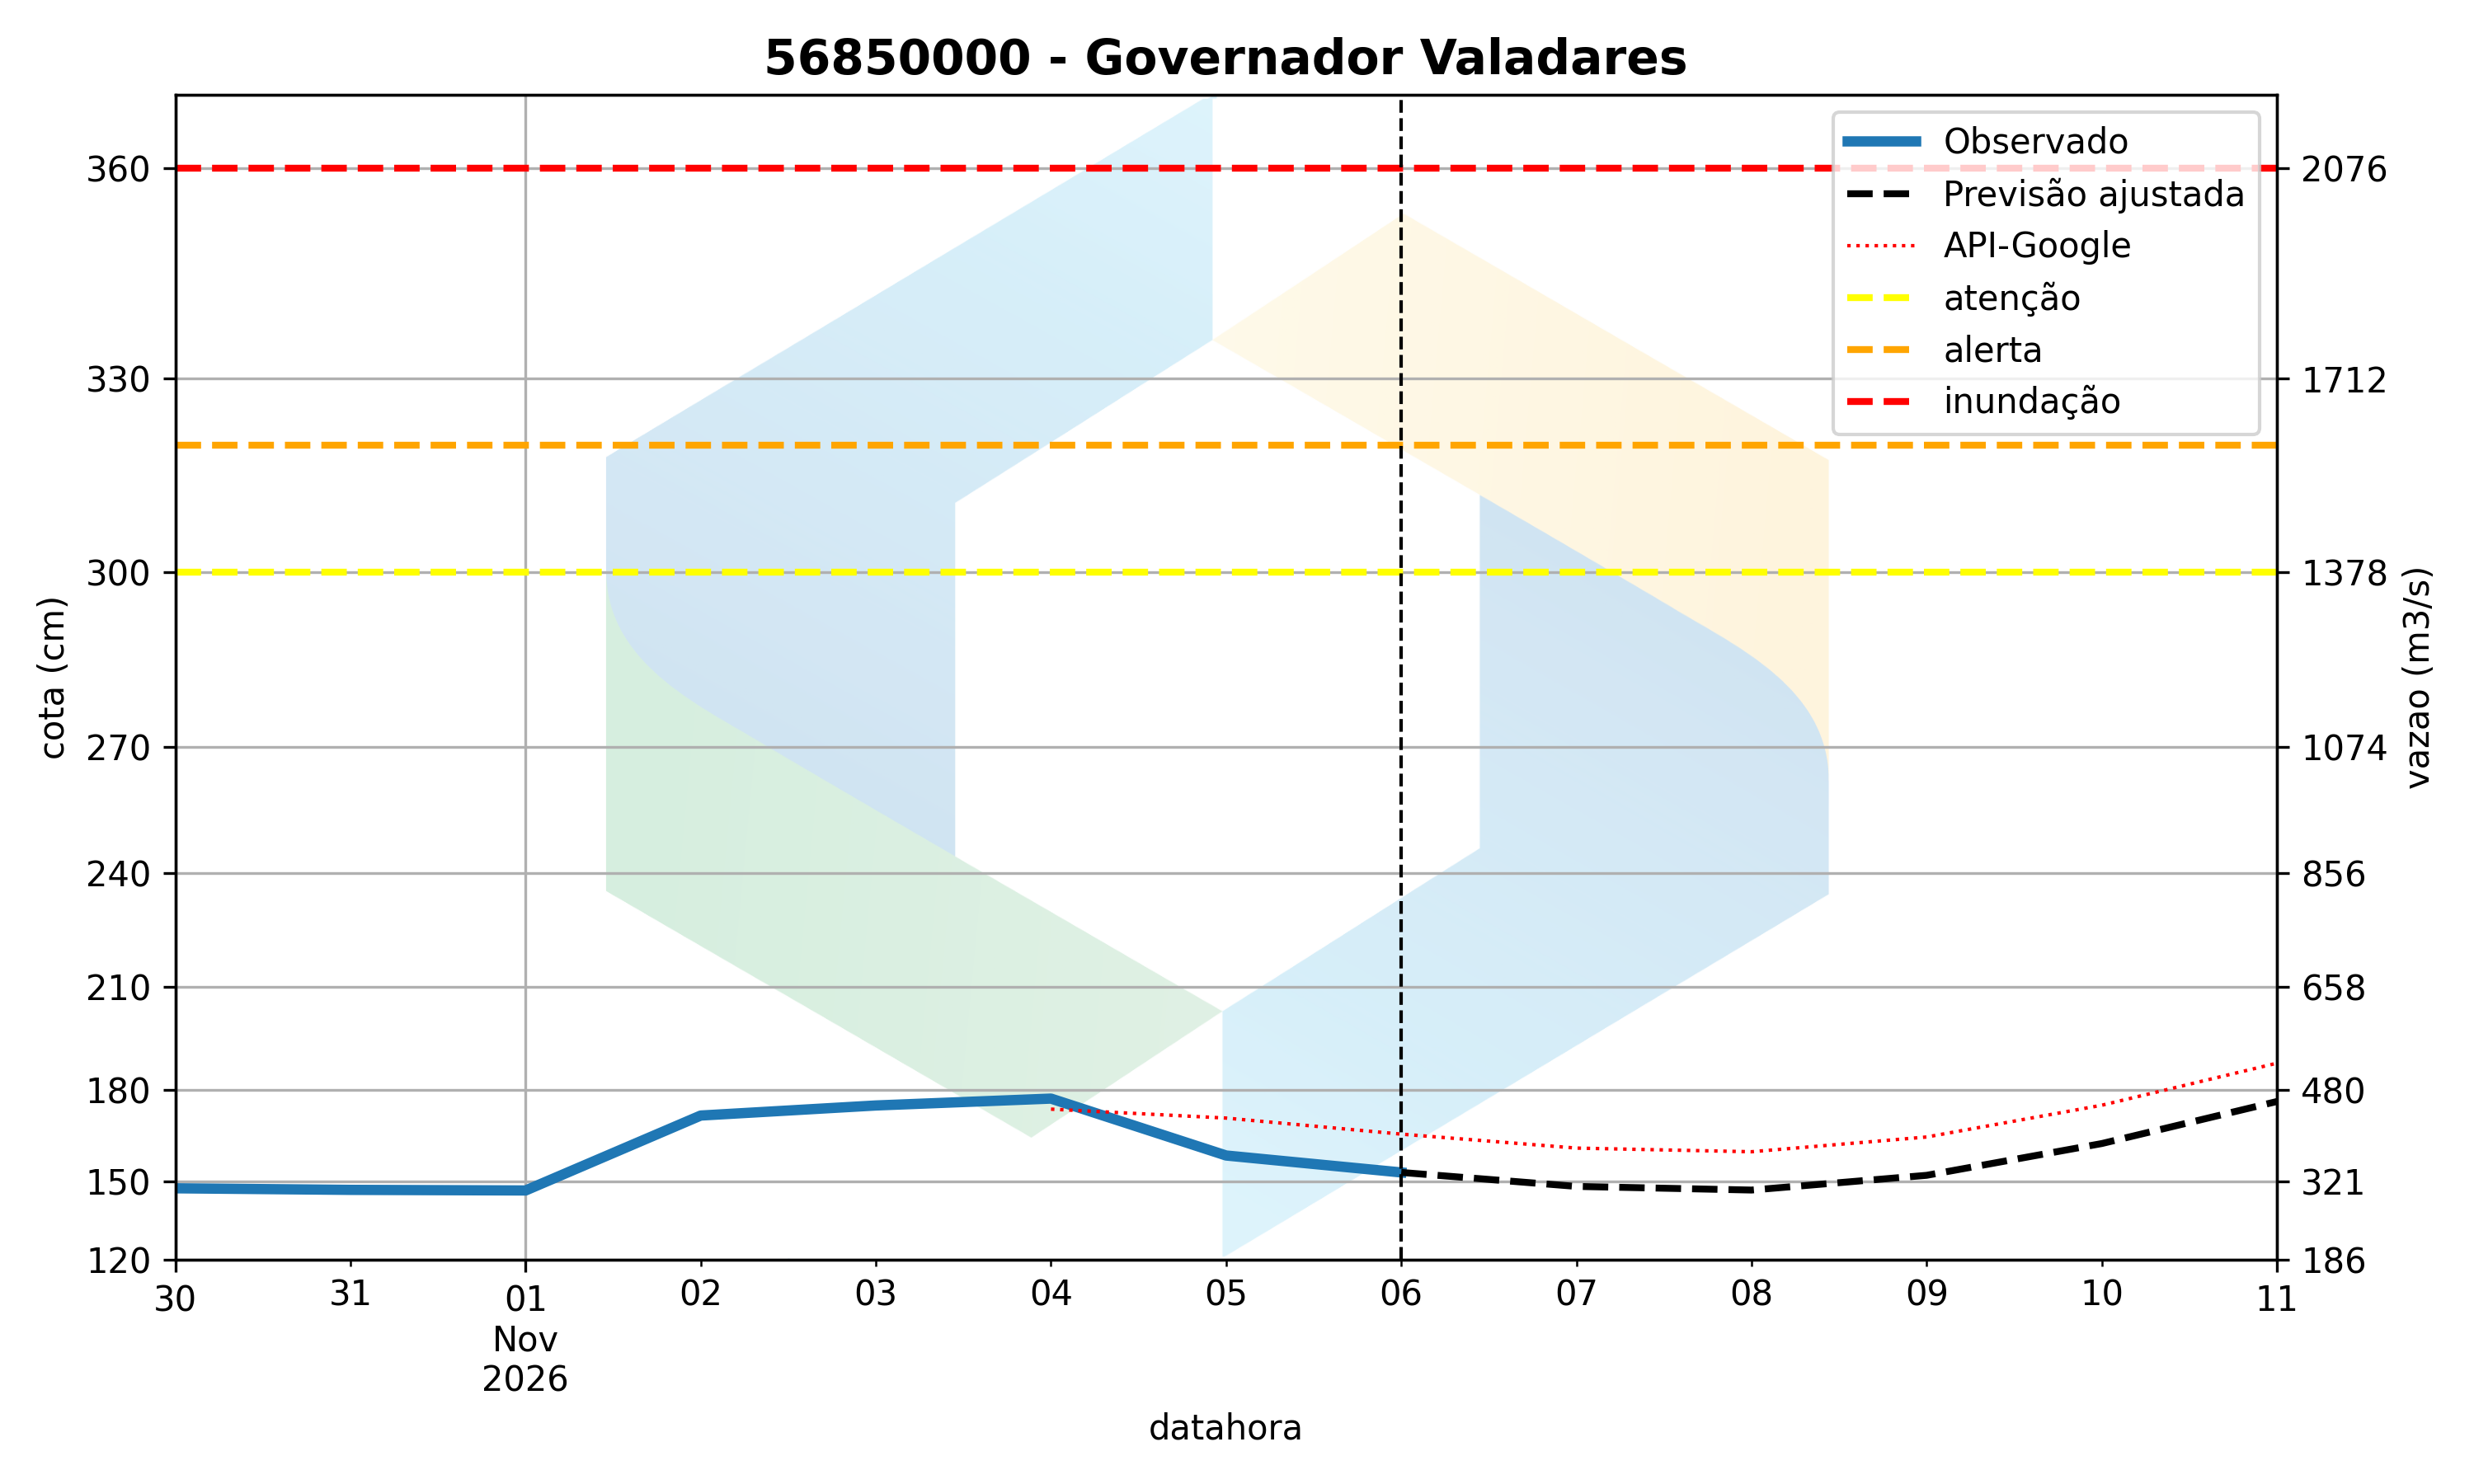 56850000 - Governador Valadares
Observado
Previsão ajustada
API-Google
atenção
alerta
inundação
cota (cm)
360
330
300
270
240
210
180
150
120
2076
1712
1378
1074
856
658
480
321
186
vazao (m3/s)
30 31 01 02 03 04 05 06 07 08 09 10 11
Nov
2026
datahora